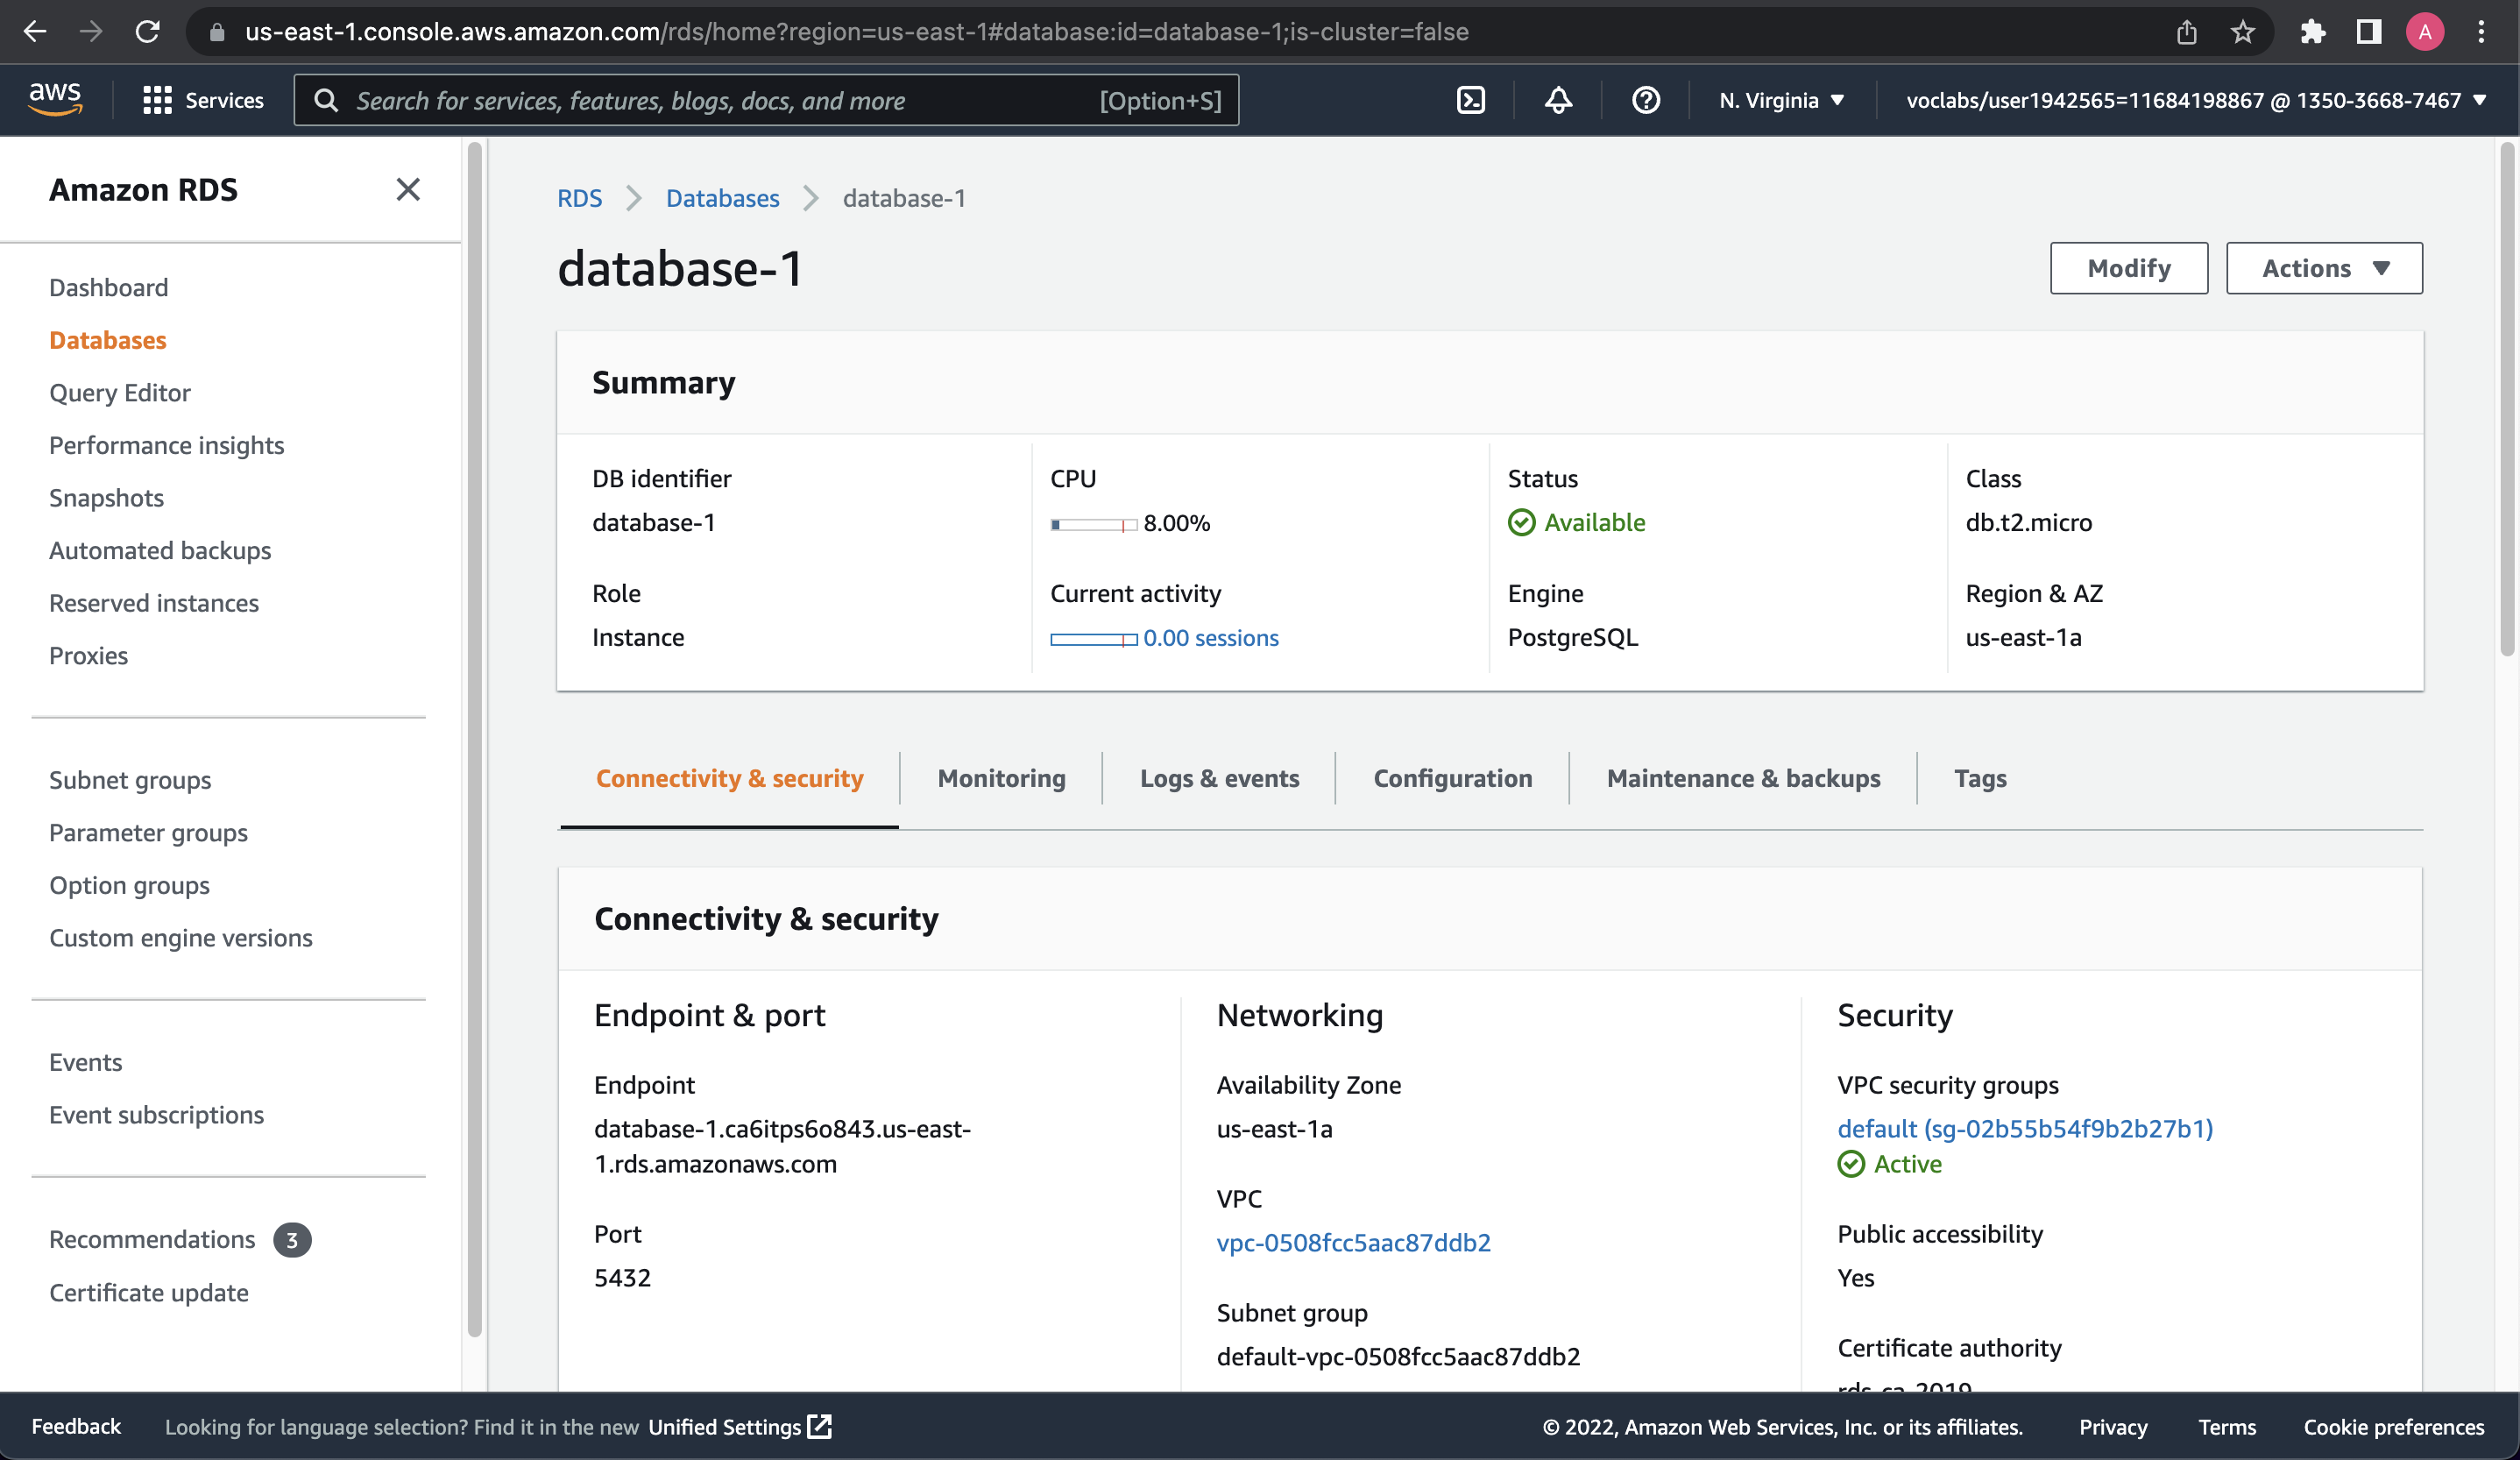 us-east-1.console.aws.amazon.com/rds/home?region=us-east-1#database:id=database-1;is-cluster=false
A
aws
Services
Search for services, features, blogs, docs, and more
[Option+S]
N. Virginia
voclabs/user1942565=11684198867 @ 1350-3668-7467
Amazon RDS
Dashboard
Databases
Query Editor
Performance insights
Snapshots
Automated backups
Reserved instances
Proxies
Subnet groups
Parameter groups
Option groups
Custom engine versions
Events
Event subscriptions
Recommendations 3
Certificate update
RDS > Databases > database-1
database-1
Modify
Actions
Summary
DB identifier
database-1
CPU
8.00%
Status
Available
Class
db.t2.micro
Role
Instance
Current activity
0.00 sessions
Engine
PostgreSQL
Region & AZ
us-east-1a
Connectivity & security
Monitoring
Logs & events
Configuration
Maintenance & backups
Tags
Connectivity & security
Endpoint & port
Endpoint
database-1.ca6itps6o843.us-east-
1.rds.amazonaws.com
Port
5432
Networking
Availability Zone
us-east-1a
VPC
vpc-0508fcc5aac87ddb2
Subnet group
default-vpc-0508fcc5aac87ddb2
Security
VPC security groups
default (sg-02b55b54f9b2b27b1)
Active
Public accessibility
Yes
Certificate authority
rds-ca-2019
Feedback
Looking for language selection? Find it in the new Unified Settings
© 2022, Amazon Web Services, Inc. or its affiliates.
Privacy
Terms
Cookie preferences